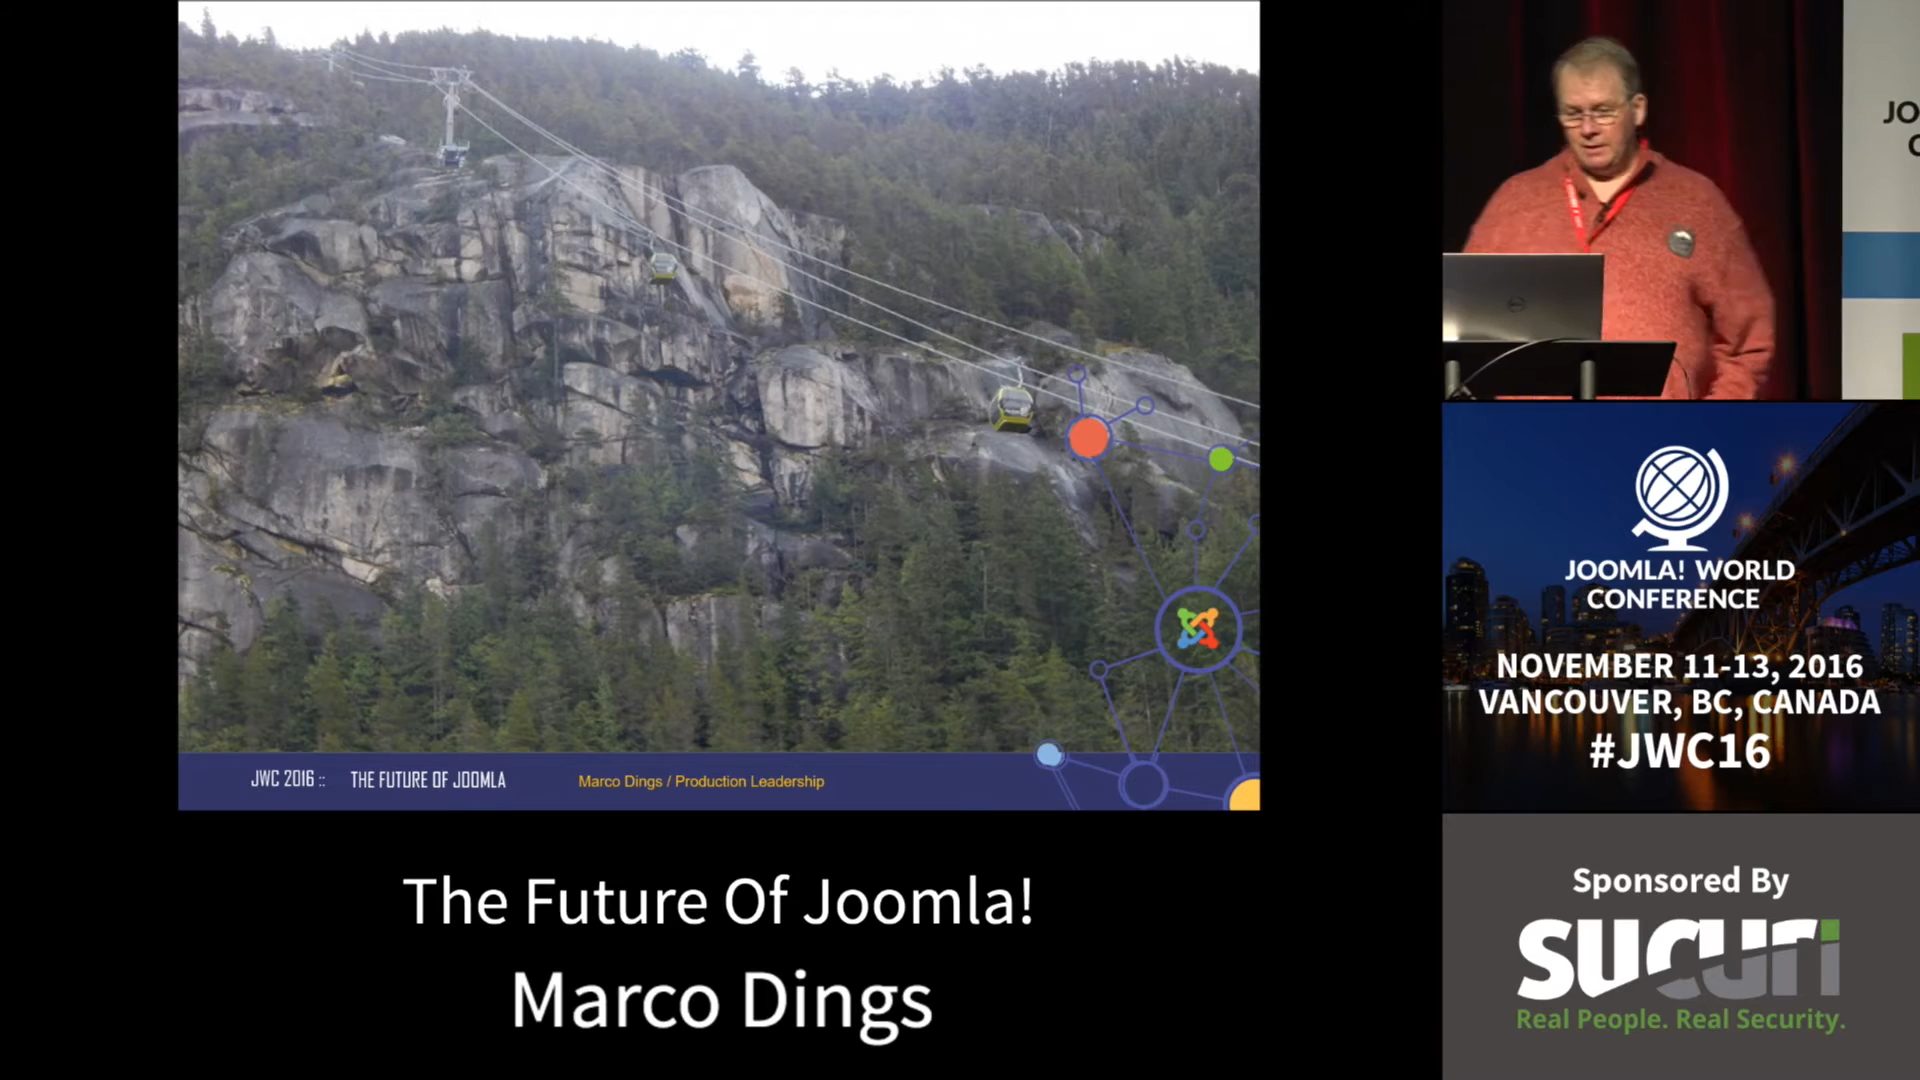 JWC 2016 :: THE FUTURE OF JOOMLA Marco Dings / Production Leadership
The Future Of Joomla!
Marco Dings
JO
JOOMLA! WORLD
CONFERENCE
NOVEMBER 11-13, 2016
VANCOUVER, BC, CANADA
#JWC16
Sponsored By
SUCURI
Real People. Real Security.